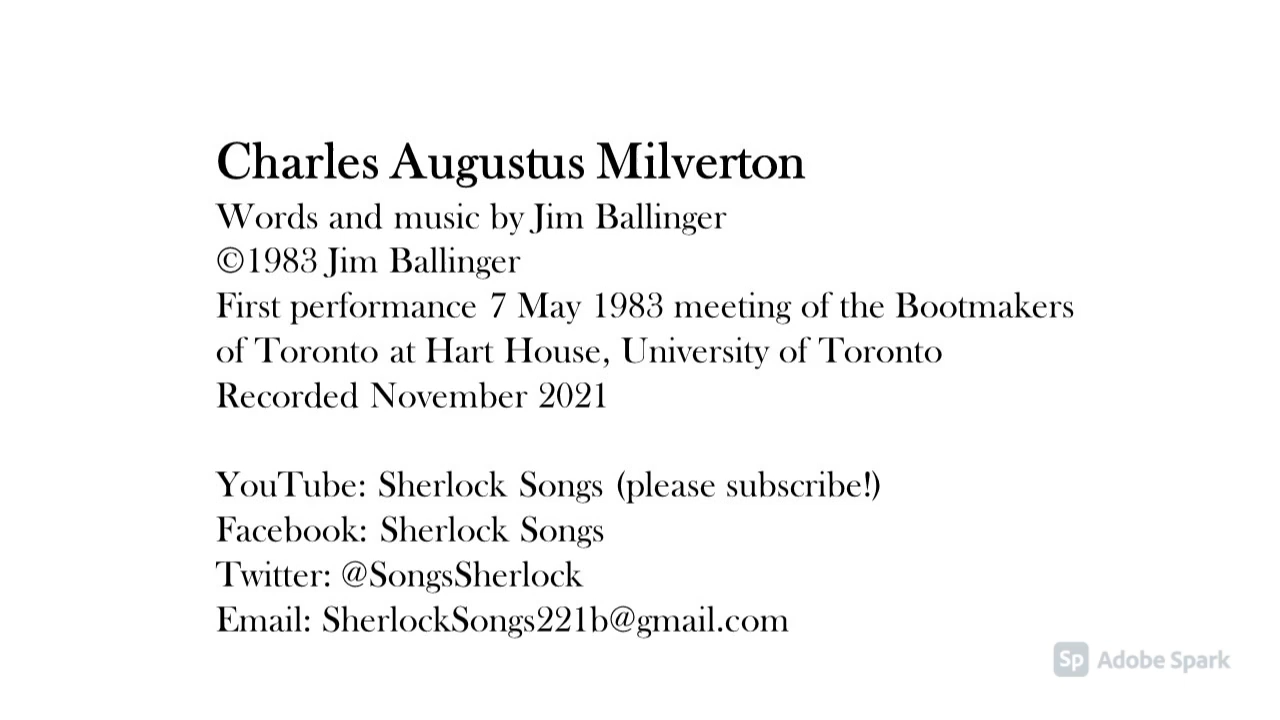 Charles Augustus Milverton
Words and music by Jim Ballinger
©1983 Jim Ballinger
First performance 7 May 1983 meeting of the Bootmakers
of Toronto at Hart House, University of Toronto
Recorded November 2021
YouTube: Sherlock Songs (please subscribe!)
Facebook: Sherlock Songs
Twitter: @SongsSherlock
Email: SherlockSongs221b@gmail.com
Sp Adobe Spark